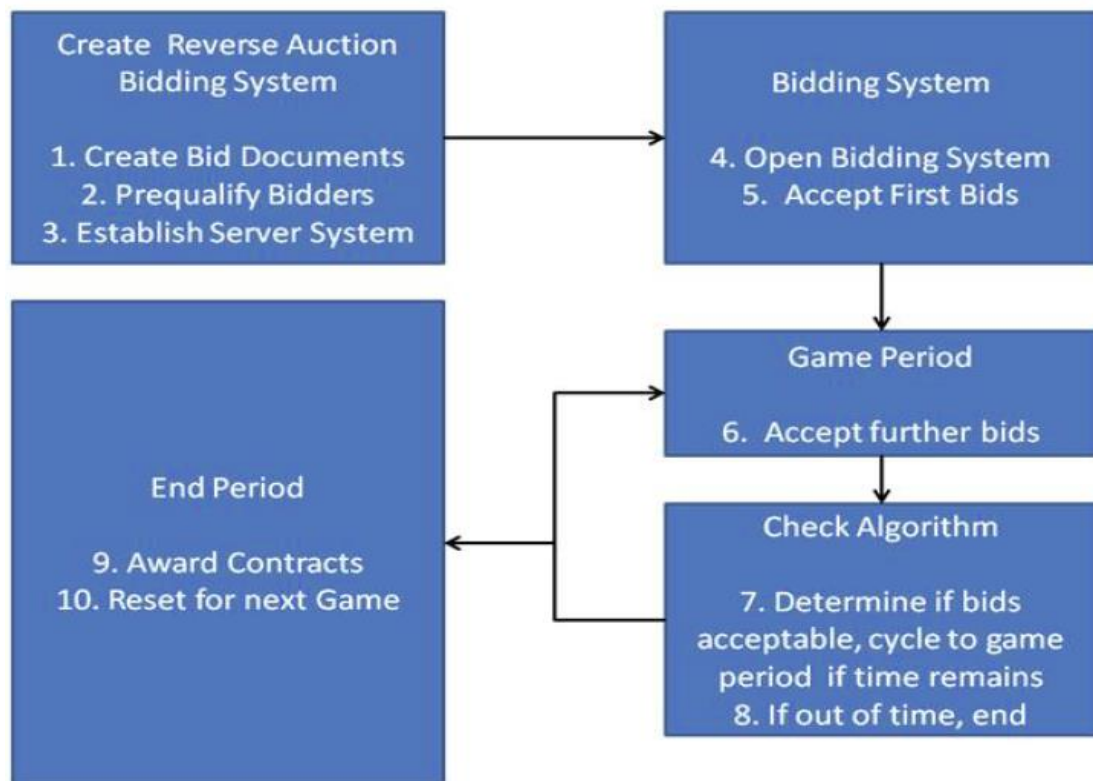 Create Reverse Auction
Bidding System
1. Create Bid Documents
2. Prequalify Bidders
3. Establish Server System
Bidding System
4. Open Bidding System
5. Accept First Bids
Game Period
6. Accept further bids
Check Algorithm
7. Determine if bids
acceptable, cycle to game
period if time remains
8. If out of time, end
End Period
9. Award Contracts
10. Reset for next Game